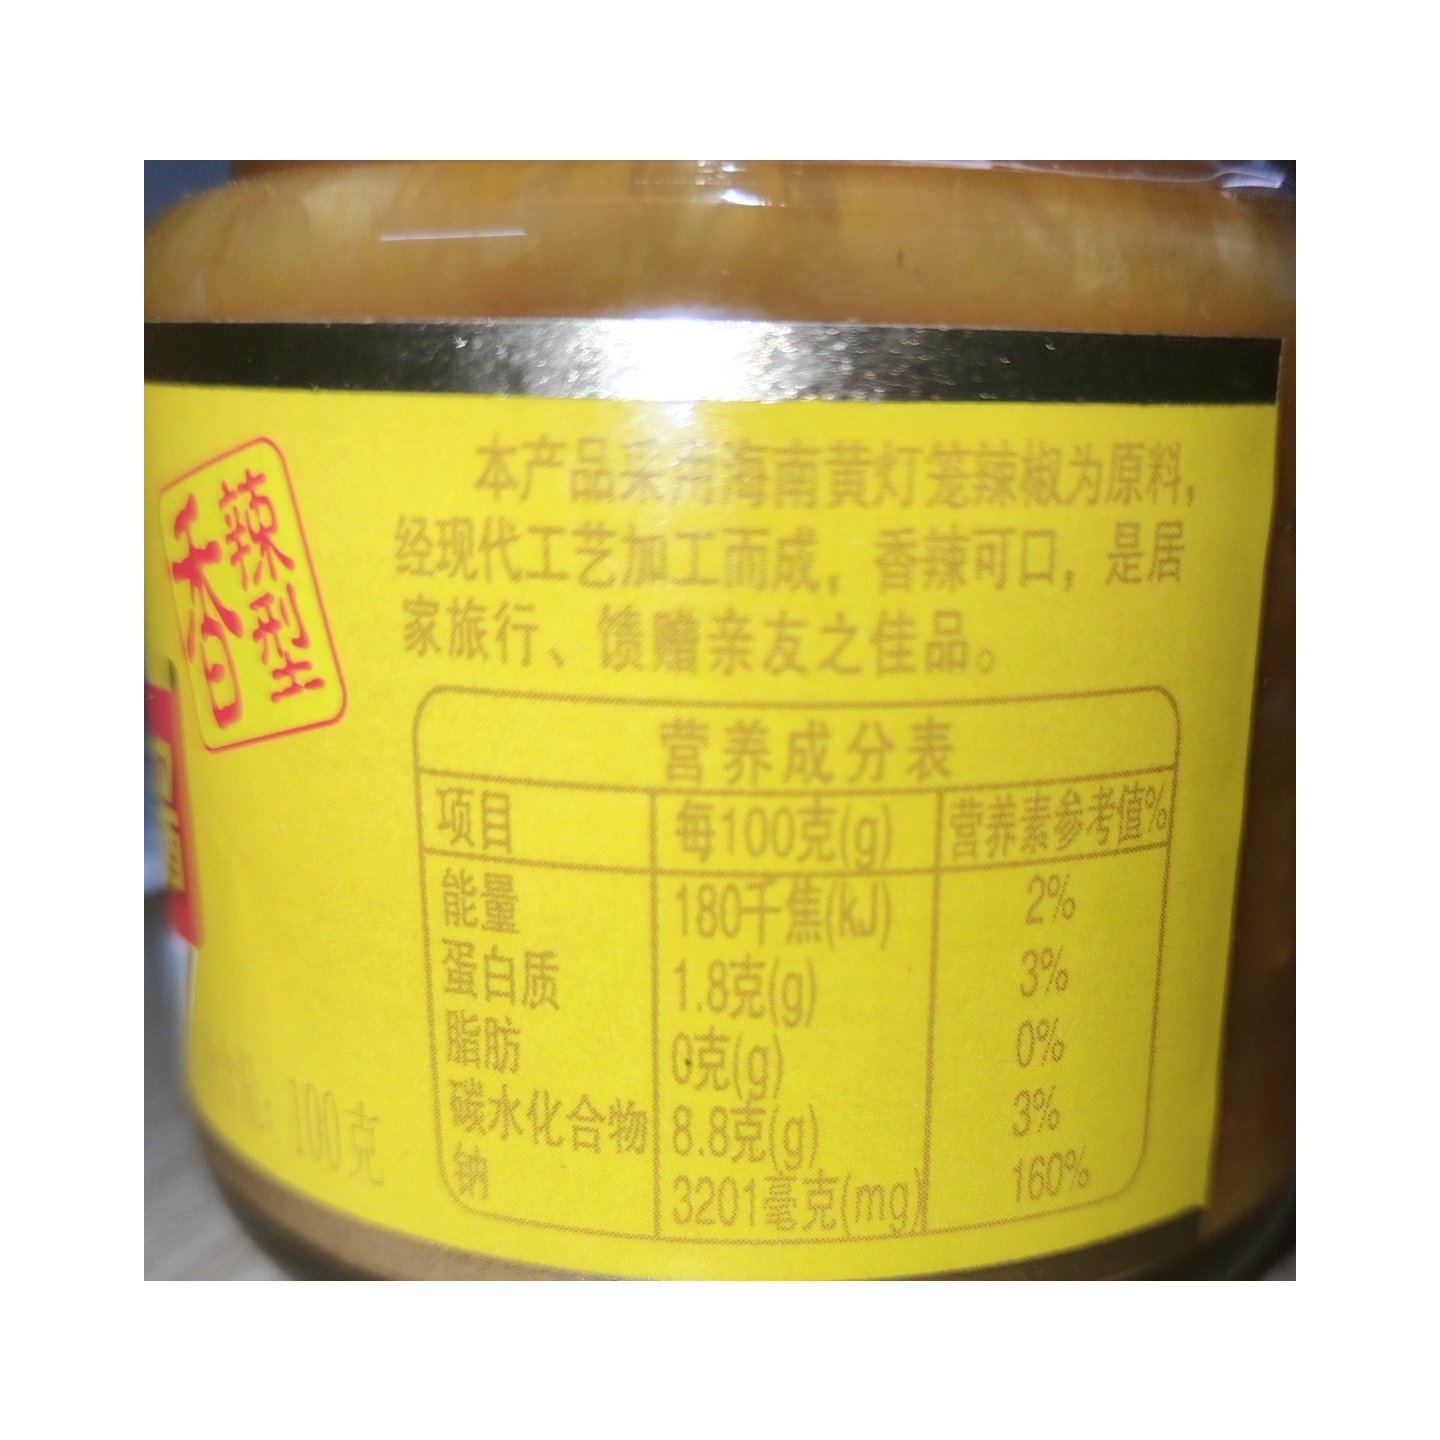 香辣型
本产品采用海南黄灯笼辣椒为原料，
经现代工艺加工而成，香辣可口，是居
家旅行、馈赠亲友之佳品。
营养成分表
项目 每100克(g) 营养素参考值%
能量 180千焦(kJ) 2%
蛋白质 1.8克(g) 3%
脂肪 0克(g) 0%
碳水化合物 8.8克(g) 3%
钠 3201毫克(mg) 160%
100克